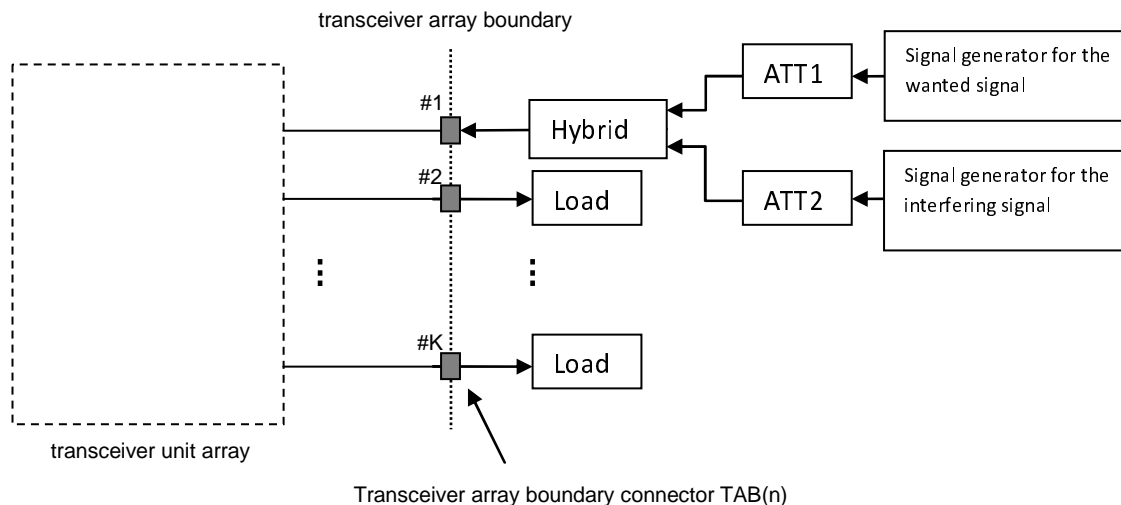 transceiver array boundary
Signal generator for the
wanted signal
ATT1
#1
Hybrid
#2
Load
ATT2
Signal generator for the
interfering signal
#K
Load
transceiver unit array
Transceiver array boundary connector TAB(n)